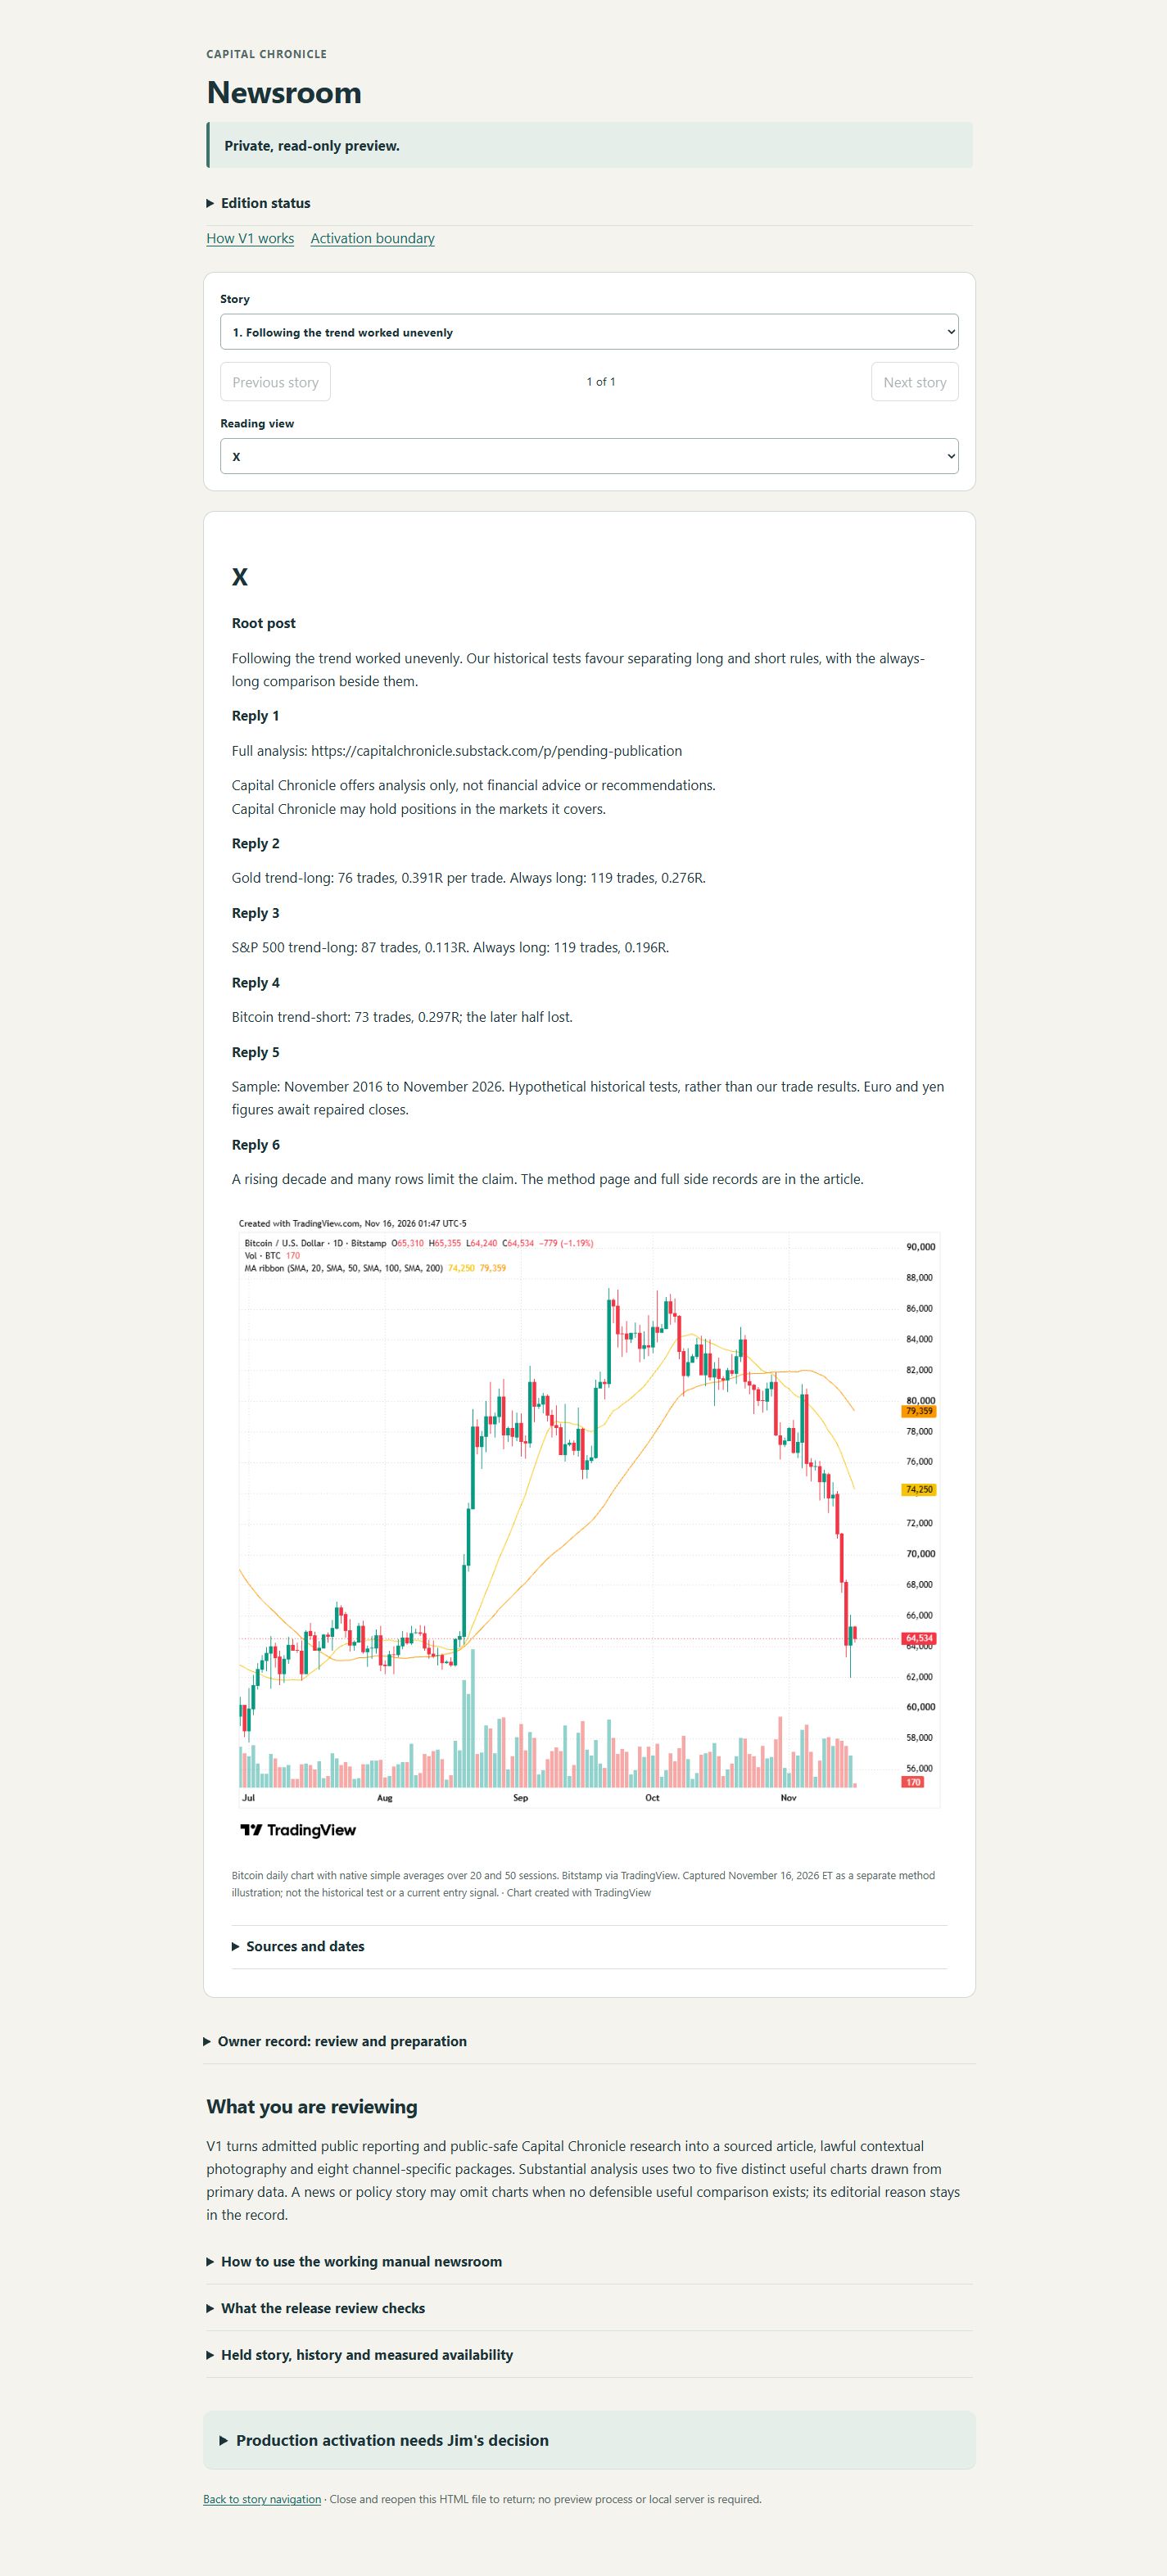 CAPITAL CHRONICLE
Newsroom
Private, read-only preview.
Edition status
How V1 works Activation boundary
Story
1. Following the trend worked unevenly
Previous story 1 of 1 Next story
Reading view
X
X
Root post
Following the trend worked unevenly. Our historical tests favour separating long and short rules, with the always-
long comparison beside them.
Reply 1
Full analysis: https://capitalchronicle.substack.com/p/pending-publication
Capital Chronicle offers analysis only, not financial advice or recommendations.
Capital Chronicle may hold positions in the markets it covers.
Reply 2
Gold trend-long: 76 trades, 0.391R per trade. Always long: 119 trades, 0.276R.
Reply 3
S&P 500 trend-long: 87 trades, 0.113R. Always long: 119 trades, 0.196R.
Reply 4
Bitcoin trend-short: 73 trades, 0.297R; the later half lost.
Reply 5
Sample: November 2016 to November 2026. Hypothetical historical tests, rather than our trade results. Euro and yen
figures await repaired closes.
Reply 6
A rising decade and many rows limit the claim. The method page and full side records are in the article.
Created with TradingView.com, Nov 16, 2026 01:47 UTC-5
Bitcoin / U.S. Dollar · 1D · Bitstamp O65,310 H65,355 L64,240 C64,534 −779 (−1.19%)
Vol · BTC 170
MA ribbon (SMA, 20, SMA, 50, SMA, 100, SMA, 200) 74,250 79,359
90,000
88,000
86,000
84,000
82,000
80,000
79,359
78,000
76,000
74,250
72,000
70,000
68,000
66,000
64,534
64,000
62,000
60,000
58,000
56,000
170
Jul Aug Sep Oct Nov
TradingView
Bitcoin daily chart with native simple averages over 20 and 50 sessions. Bitstamp via TradingView. Captured November 16, 2026 ET as a separate method
illustration; not the historical test or a current entry signal. · Chart created with TradingView
Sources and dates
Owner record: review and preparation
What you are reviewing
V1 turns admitted public reporting and public-safe Capital Chronicle research into a sourced article, lawful contextual
photography and eight channel-specific packages. Substantial analysis uses two to five distinct useful charts drawn from
primary data. A news or policy story may omit charts when no defensible useful comparison exists; its editorial reason stays
in the record.
How to use the working manual newsroom
What the release review checks
Held story, history and measured availability
Production activation needs Jim's decision
Back to story navigation · Close and reopen this HTML file to return; no preview process or local server is required.